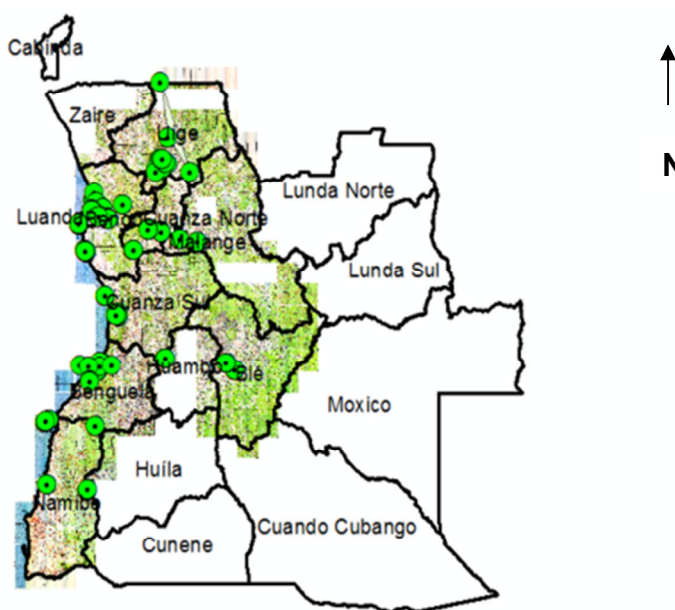 Cabinda
Zaire
Uige
N
Lunda Norte
Luanda
Cuanza Norte
Malange
Lunda Sul
Cuanza Sul
Huambo
Bié
Benguela
Moxico
Huíla
Namibe
Cuando Cubango
Cunene